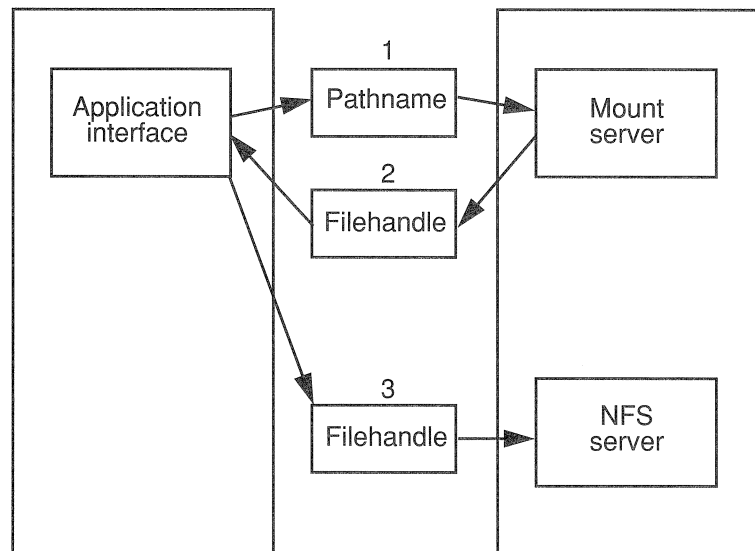 1
Pathname
Application
interface
Mount
server
2
Filehandle
3
Filehandle
NFS
server